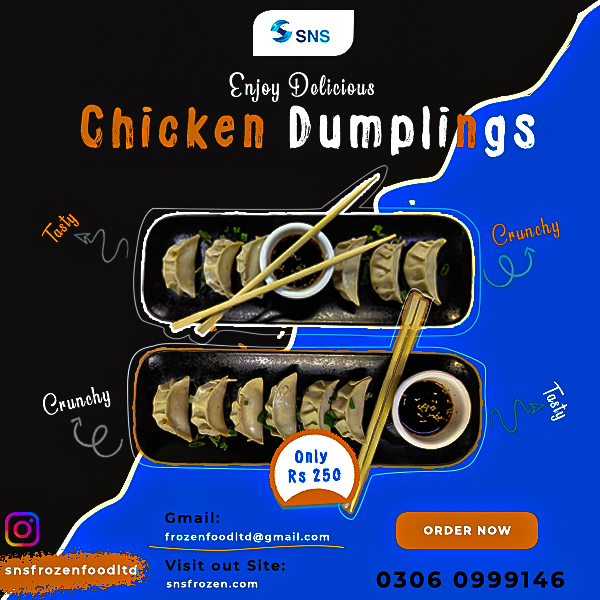 SNS
Enjoy Delicious
Chicken Dumplings
Tasty
Crunchy
Crunchy
Tasty
Only
Rs 250
Gmail:
frozenfoodltd@gmail.com
ORDER NOW
snsfrozenfoodltd
Visit out Site:
snsfrozen.com
0306 0999146